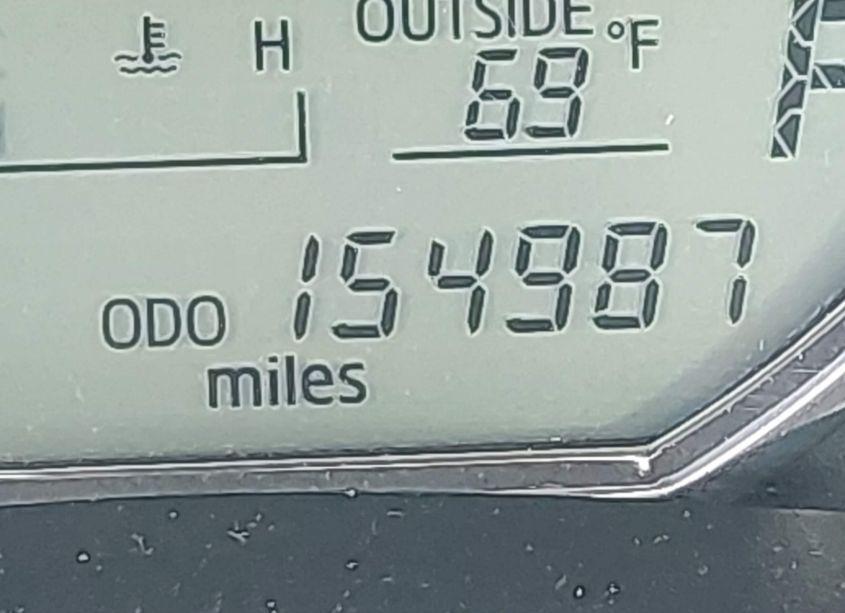 H OUTSIDE °F
69
ODO 154987
miles